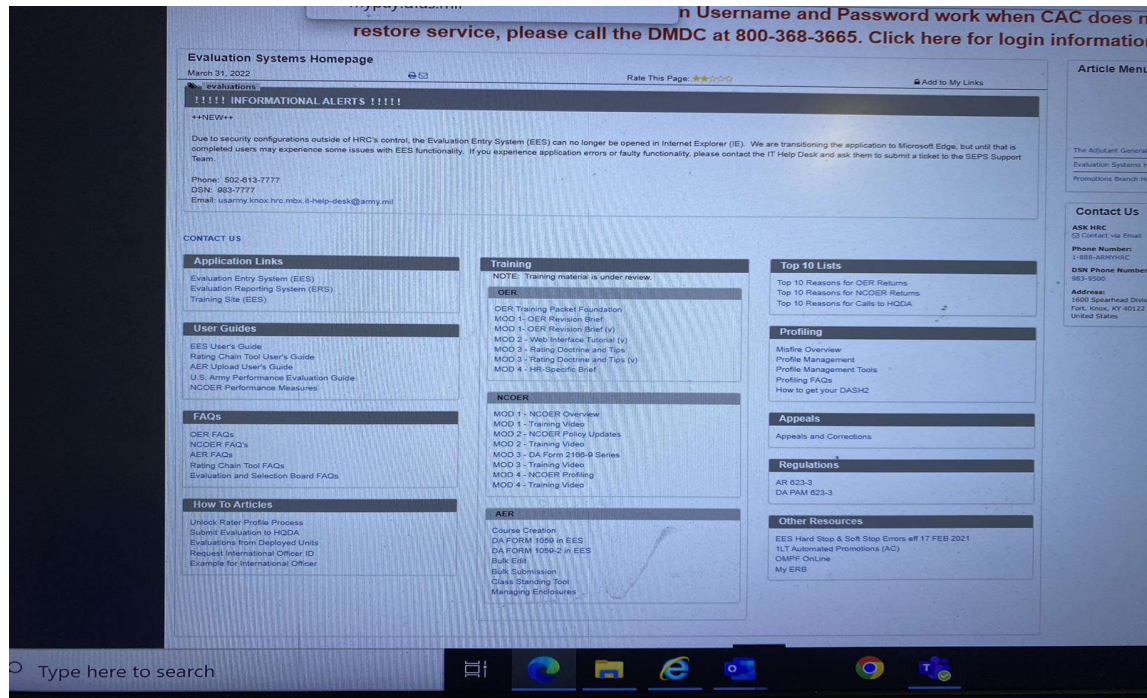 n Username and Password work when CAC does n
restore service, please call the DMDC at 800-368-3665. Click here for login information
Evaluation Systems Homepage
March 31, 2022
Rate This Page:
Add to My Links
evaluations
! ! ! ! ! INFORMATIONAL ALERTS ! ! ! ! !
++NEW++
Due to security configurations outside of HRC's control, the Evaluation Entry System (EES) can no longer be opened in Internet Explorer (IE). We are transitioning the application to Microsoft Edge, but until that is
completed users may experience some issues with EES functionality. If you experience application errors or faulty functionality, please contact the IT Help Desk and ask them to submit a ticket to the SEPS Support
Team.
Phone: 502-613-7777
DSN: 983-7777
Email: usarmy.knox.hrc.mbx.it-help-desk@army.mil
CONTACT US
Application Links
Evaluation Entry System (EES)
Evaluation Reporting System (ERS)
Training Site (EES)
User Guides
EES User's Guide
Rating Chain Tool User's Guide
AER Upload User's Guide
U.S. Army Performance Evaluation Guide
NCOER Performance Measures
FAQs
OER FAQs
NCOER FAQ's
AER FAQs
Rating Chain Tool FAQs
Evaluation and Selection Board FAQs
How To Articles
Unlock Rater Profile Process
Submit Evaluation to HQDA
Evaluations from Deployed Units
Request International Officer ID
Example for International Officer
Training
NOTE: Training material is under review.
OER
OER Training Packet Foundation
MOD 1- OER Revision Brief
MOD 1- OER Revision Brief (v)
MOD 2 - Web Interface Tutorial (v)
MOD 3 - Rating Doctrine and Tips
MOD 3 - Rating Doctrine and Tips (v)
MOD 4 - HR-Specific Brief
NCOER
MOD 1 - NCOER Overview
MOD 1 - Training Video
MOD 2 - NCOER Policy Updates
MOD 2 - Training Video
MOD 3 - DA Form 2166-9 Series
MOD 3 - Training Video
MOD 4 - NCOER Profiling
MOD 4 - Training Video
AER
Course Creation
DA FORM 1059 in EES
DA FORM 1059-2 in EES
Bulk Edit
Bulk Submission
Class Standing Tool
Managing Enclosures
Top 10 Lists
Top 10 Reasons for OER Returns
Top 10 Reasons for NCOER Returns
Top 10 Reasons for Calls to HQDA
Profiling
Misfire Overview
Profile Management
Profile Management Tools
Profiling FAQs
How to get your DASH2
Appeals
Appeals and Corrections
Regulations
AR 623-3
DA PAM 623-3
Other Resources
EES Hard Stop & Soft Stop Errors eff 17 FEB 2021
1LT Automated Promotions (AC)
OMPF OnLine
My ERB
Article Menu
The Adjutant General
Evaluation Systems H
Promotions Branch H
Contact Us
ASK HRC
Contact via Email
Phone Number:
1-888-ARMYHRC
DSN Phone Number
983-9500
Address:
1600 Spearhead Divis
Fort. Knox, KY 40122
United States
Type here to search